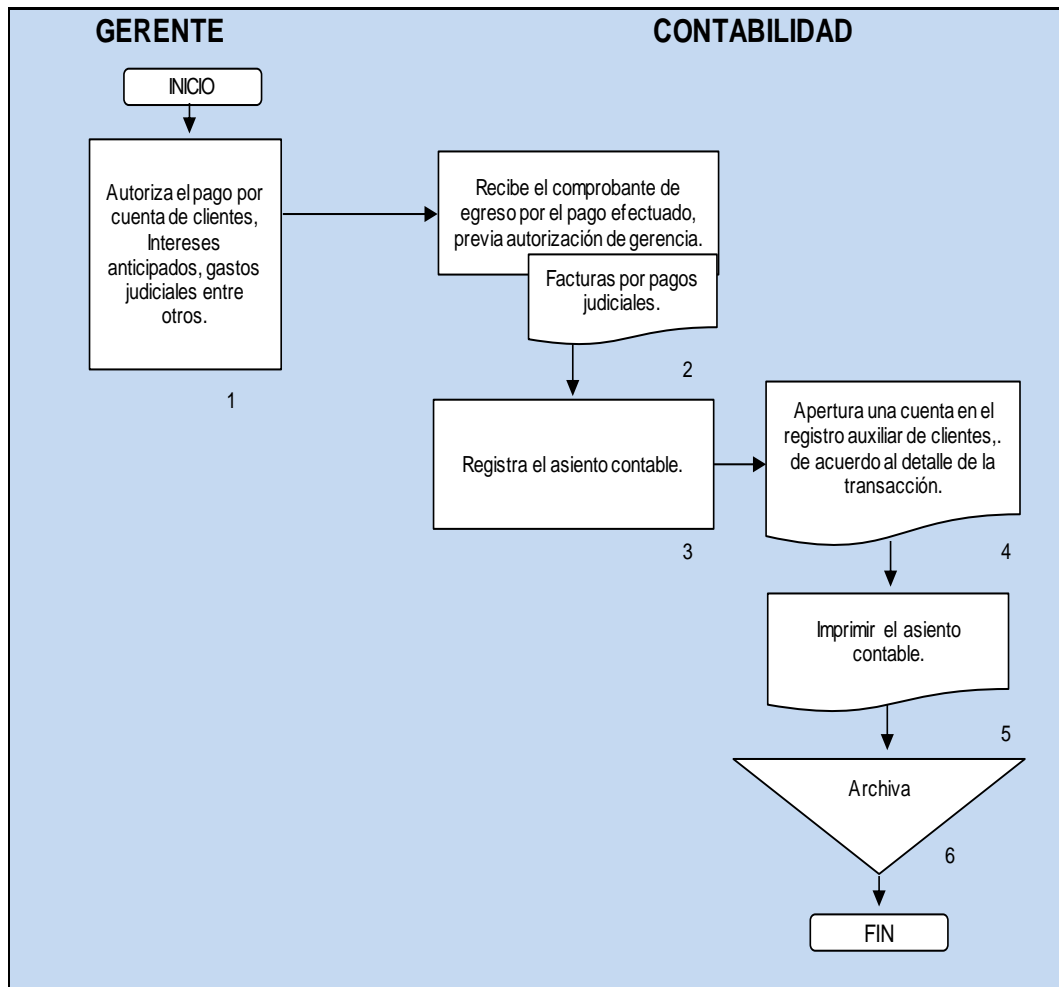 GERENTE
CONTABILIDAD
INICIO
Autoriza el pago por
cuenta de clientes,
Intereses
anticipados, gastos
judiciales entre
otros.
1
Recibe el comprobante de
egreso por el pago efectuado,
previa autorización de gerencia.
Facturas por pagos
judiciales.
2
Registra el asiento contable.
3
Apertura una cuenta en el
registro auxiliar de clientes,.
de acuerdo al detalle de la
transacción.
4
Imprimir el asiento
contable.
5
Archiva
6
FIN